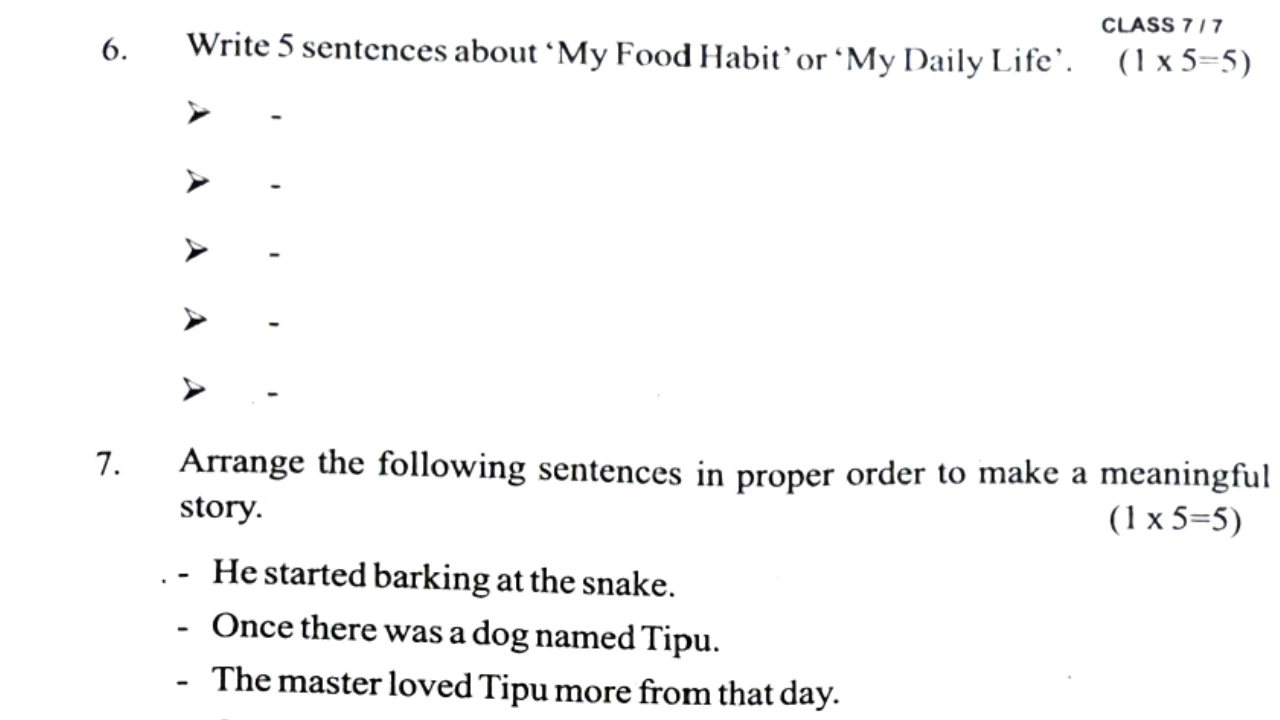 CLASS 7 / 7
6. Write 5 sentences about ‘My Food Habit’ or ‘My Daily Life’. (1 x 5=5)
➢ -
➢ -
➢ -
➢ -
➢ -
7. Arrange the following sentences in proper order to make a meaningful
story. (1 x 5=5)
- He started barking at the snake.
- Once there was a dog named Tipu.
- The master loved Tipu more from that day.